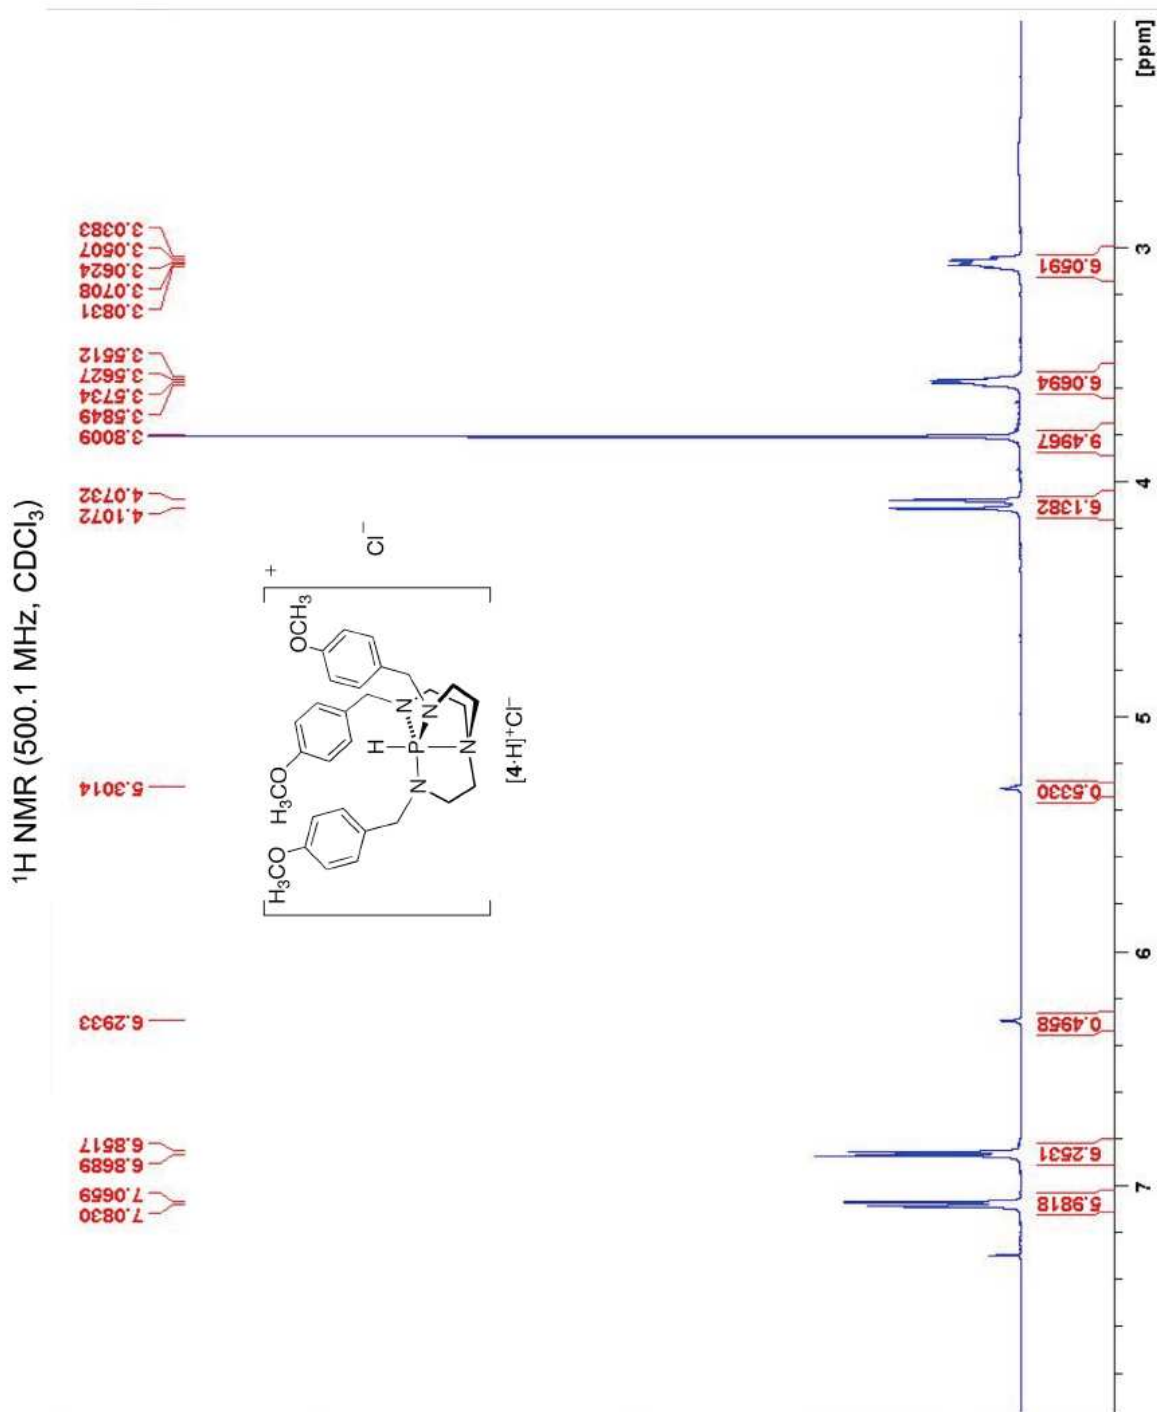 ¹H NMR (500.1 MHz, CDCl₃)
7.0830
7.0659
6.8689
6.8517
6.2933
5.3014
4.1072
4.0732
3.8009
3.5849
3.5734
3.5627
3.5512
3.0831
3.0708
3.0624
3.0507
3.0383
H₃CO
H₃CO
OCH₃
+
Cl⁻
H
N
P
N
N
N
[4·H]⁺Cl⁻
5.9818
6.2531
0.4958
0.5330
6.1382
9.4967
6.0694
6.0591
7
6
5
4
3
[ppm]